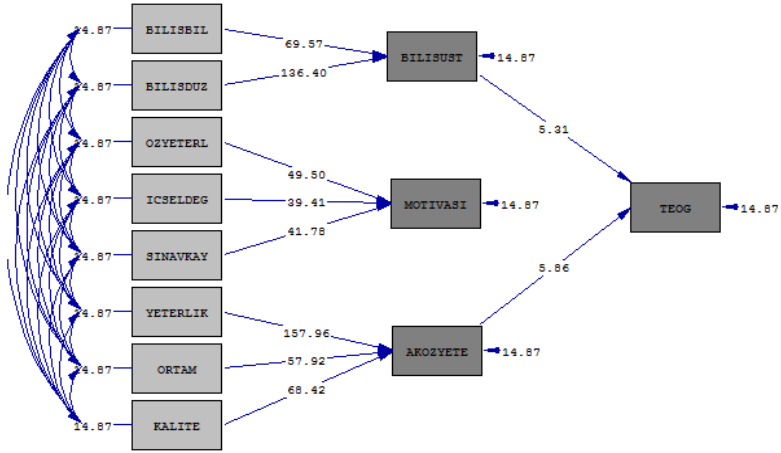 14.87 BILISBIL
69.57
BILISUST 14.87
14.87 BILISDUZ
136.40
5.31
14.87 OZYETERL
49.50
14.87 ICSELDEG
39.41
MOTIVASI 14.87
TEOG 14.87
41.78
14.87 SINAVKAY
5.86
14.87 YETERLIK
157.96
AKOZYETE 14.87
57.92
14.87 ORTAM
68.42
14.87 KALITE